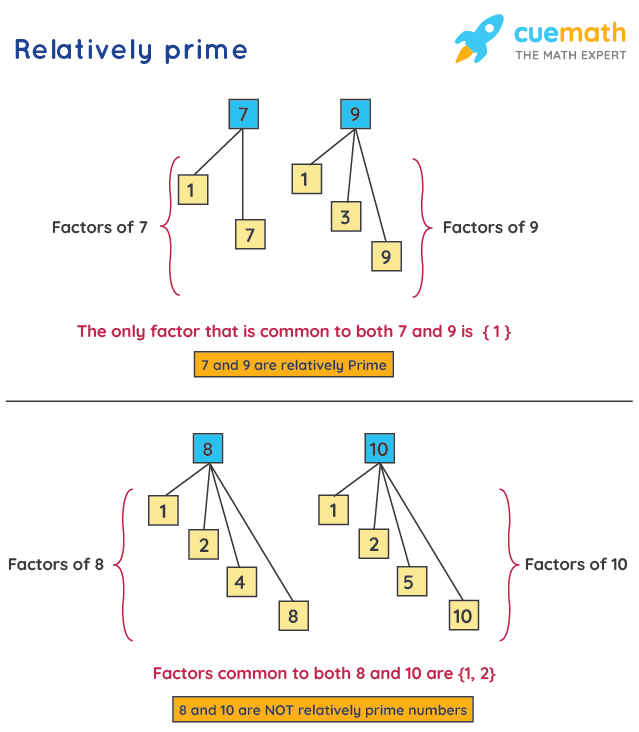 Relatively prime
cuemath
THE MATH EXPERT
7
9
1
1
7
3
9
Factors of 7
Factors of 9
The only factor that is common to both 7 and 9 is { 1 }
7 and 9 are relatively Prime
8
10
1
1
2
2
4
5
8
10
Factors of 8
Factors of 10
Factors common to both 8 and 10 are {1, 2}
8 and 10 are NOT relatively prime numbers